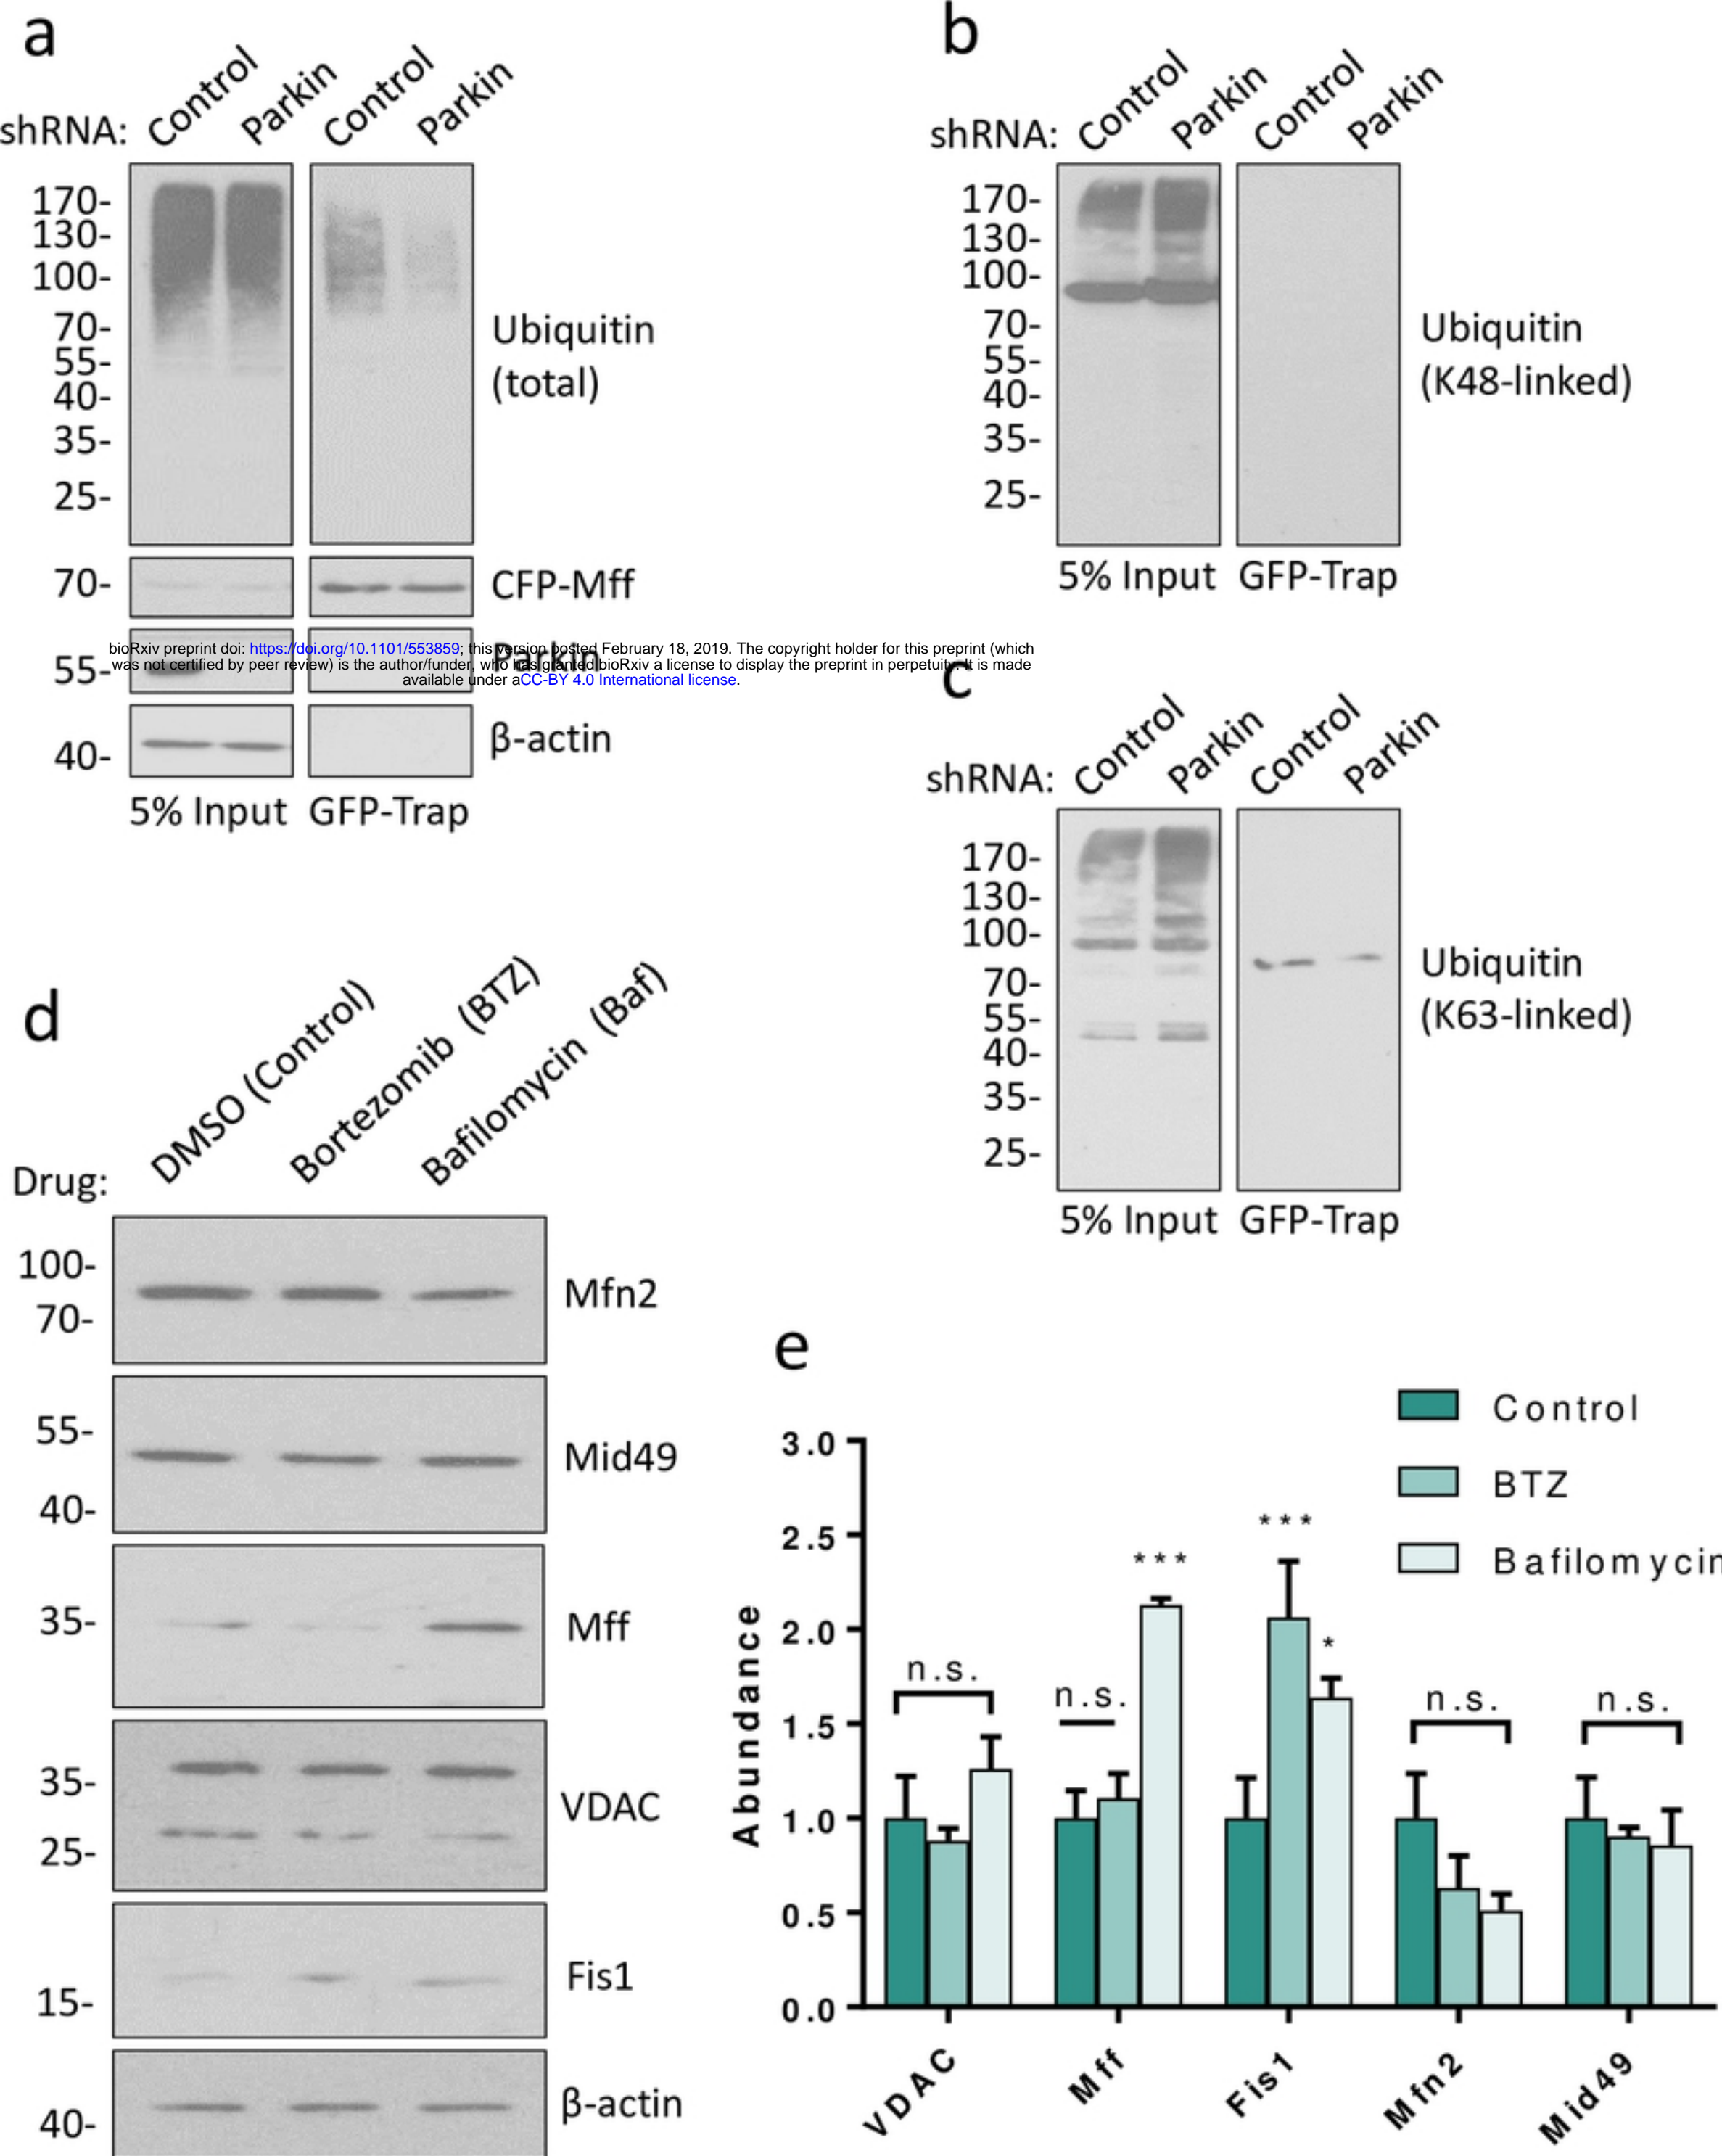 a
shRNA: Control Parkin Control Parkin
170-
130-
100-
70-
55-
40-
35-
25-
Ubiquitin
(total)
70-
CFP-Mff
55-
Parkin
40-
β-actin
5% Input GFP-Trap
bioRxiv preprint doi: https://doi.org/10.1101/553859; this version posted February 18, 2019. The copyright holder for this preprint (which
was not certified by peer review) is the author/funder, who has granted bioRxiv a license to display the preprint in perpetuity. It is made
available under aCC-BY 4.0 International license.
b
shRNA: Control Parkin Control Parkin
170-
130-
100-
70-
55-
40-
35-
25-
Ubiquitin
(K48-linked)
5% Input GFP-Trap
c
shRNA: Control Parkin Control Parkin
170-
130-
100-
70-
55-
40-
35-
25-
Ubiquitin
(K63-linked)
5% Input GFP-Trap
d
Drug: DMSO (Control) Bortezomib (BTZ) Bafilomycin (Baf)
100-
70-
Mfn2
55-
40-
Mid49
35-
Mff
35-
25-
VDAC
15-
Fis1
40-
β-actin
e
Control
BTZ
Bafilomycin
Abundance
3.0
2.5
2.0
1.5
1.0
0.5
0.0
n.s.
n.s.
***
***
*
n.s.
n.s.
VDAC Mff Fis1 Mfn2 Mid49